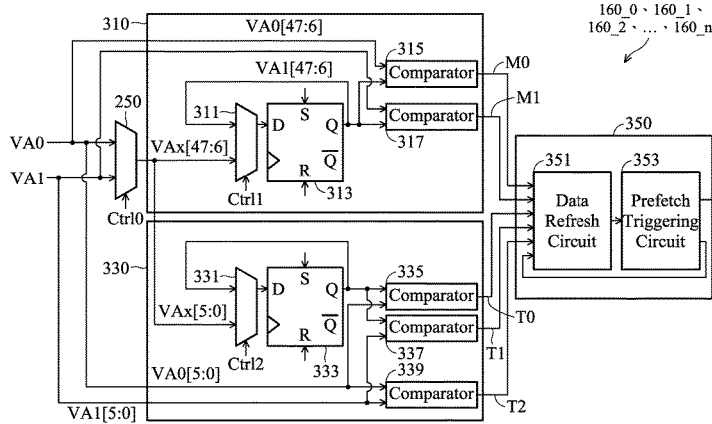 160_0、160_1、
160_2、…、160_n
310
VA0[47:6]
315
Comparator
M0
VA1[47:6]
M1
250
311
S
D
Q
Q
R
Comparator
317
350
VA0
VAx[47:6]
351
353
VA1
313
Ctrl1
Data
Refresh
Circuit
Prefetch
Triggering
Circuit
Ctrl0
330
331
S
D
Q
Q
R
335
Comparator
T0
VAx[5:0]
Comparator
337
T1
Ctrl2
333
339
VA0[5:0]
Comparator
T2
VA1[5:0]